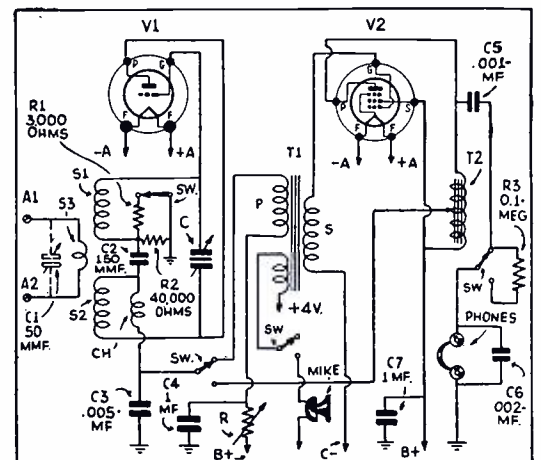 V1
V2
P
G
F
F
-A
+A
G
P
S
F
F
-A
+A
C5
.001-
MF
R1
3,000
OHMS
T1
T2
R3
0.1-
MEG
S1
SW.
A1
S3
C
P
S
C2
150
MMF.
R2
40,000
OHMS
A2
S2
C1
50
MMF.
CH
+4V.
SW
SW
PHONES
SW.
MIKE
C7
1 MF.
C6
002-
MF.
C3
.005-
MF
C4
1
MF
R
B+
C-
B+